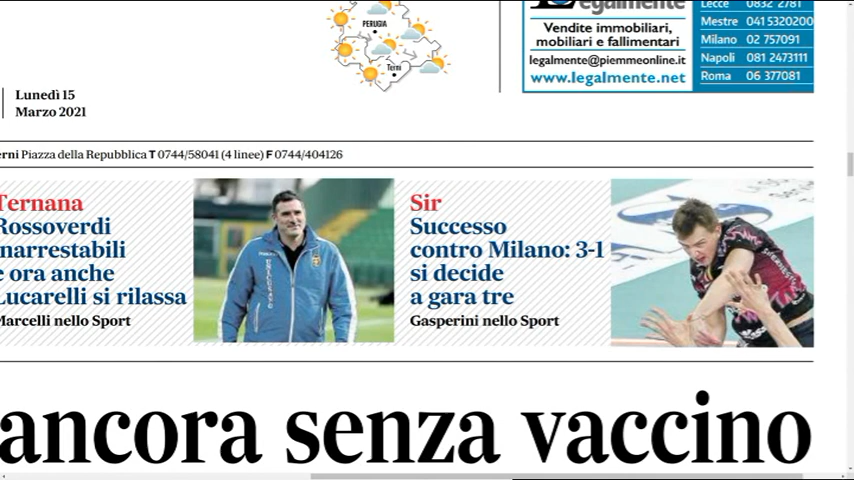 Legalmente
Vendite immobiliari,
mobiliari e fallimentari
legalmente@piemmeonline.it
www.legalmente.net
Lecce 0832 2781
Mestre 041 5320200
Milano 02 757091
Napoli 081 2473111
Roma 06 377081
PERUGIA
Terni
Lunedì 15
Marzo 2021
erni Piazza della Repubblica T 0744/58041 (4 linee) F 0744/404126
Ternana
Rossoverdi
narrestabili
e ora anche
Lucarelli si rilassa
Marcelli nello Sport
Sir
Successo
contro Milano: 3-1
si decide
a gara tre
Gasperini nello Sport
ancora senza vaccino